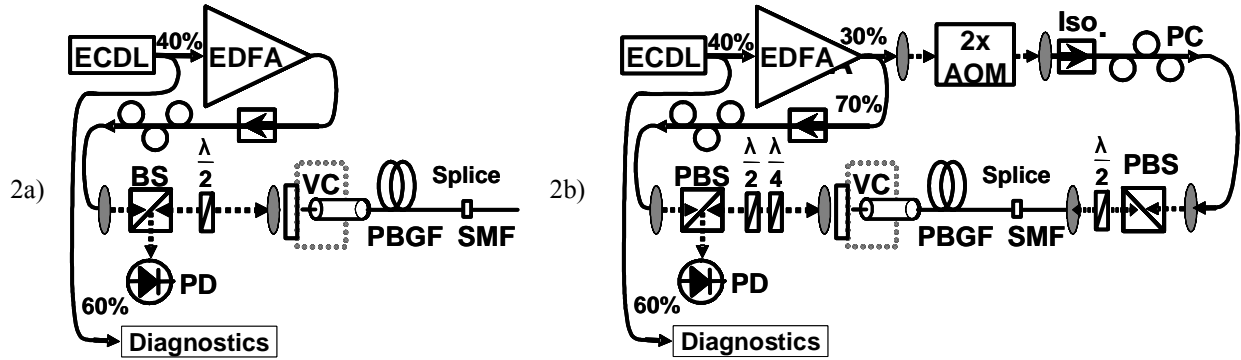 2a)
ECDL
40%
EDFA
BS
λ
2
VC
Splice
PBGF
SMF
PD
60%
Diagnostics
2b)
ECDL
40%
EDFA
30%
2x
AOM
Iso.
PC
70%
PBS
λ
2
λ
4
VC
Splice
λ
2
PBS
PBGF
SMF
PD
60%
Diagnostics